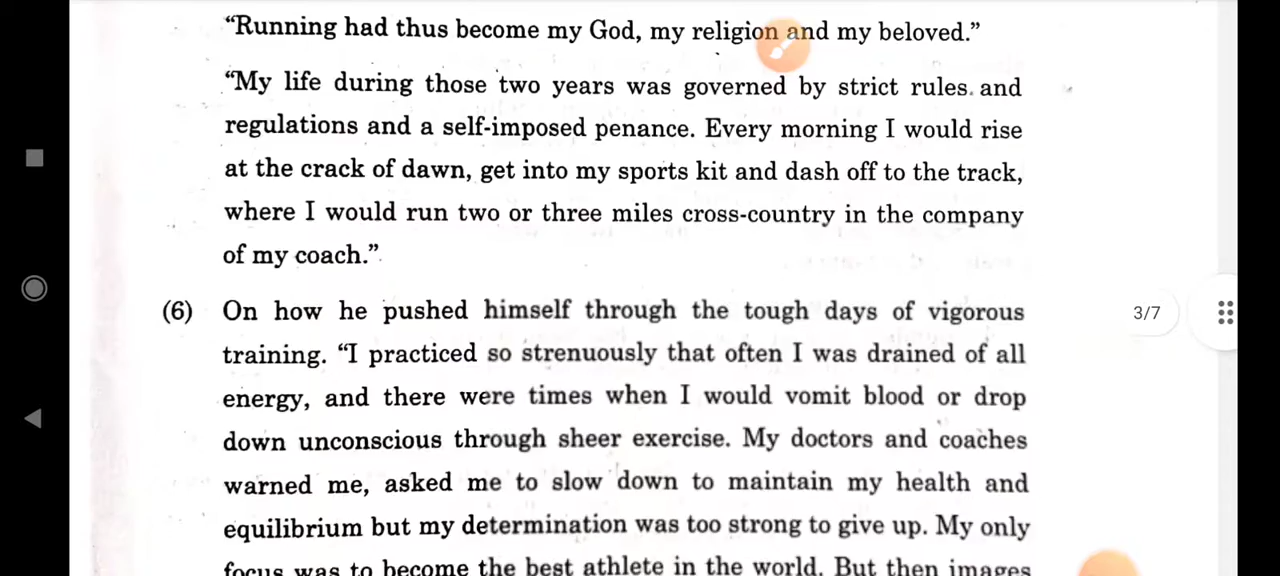 “Running had thus become my God, my religion and my beloved.”
“My life during those two years was governed by strict rules. and
regulations and a self-imposed penance. Every morning I would rise
at the crack of dawn, get into my sports kit and dash off to the track,
where I would run two or three miles cross-country in the company
of my coach.”
(6) On how he pushed himself through the tough days of vigorous
3/7
training. “I practiced so strenuously that often I was drained of all
energy, and there were times when I would vomit blood or drop
down unconscious through sheer exercise. My doctors and coaches
warned me, asked me to slow down to maintain my health and
equilibrium but my determination was too strong to give up. My only
focus was to become the best athlete in the world. But then images